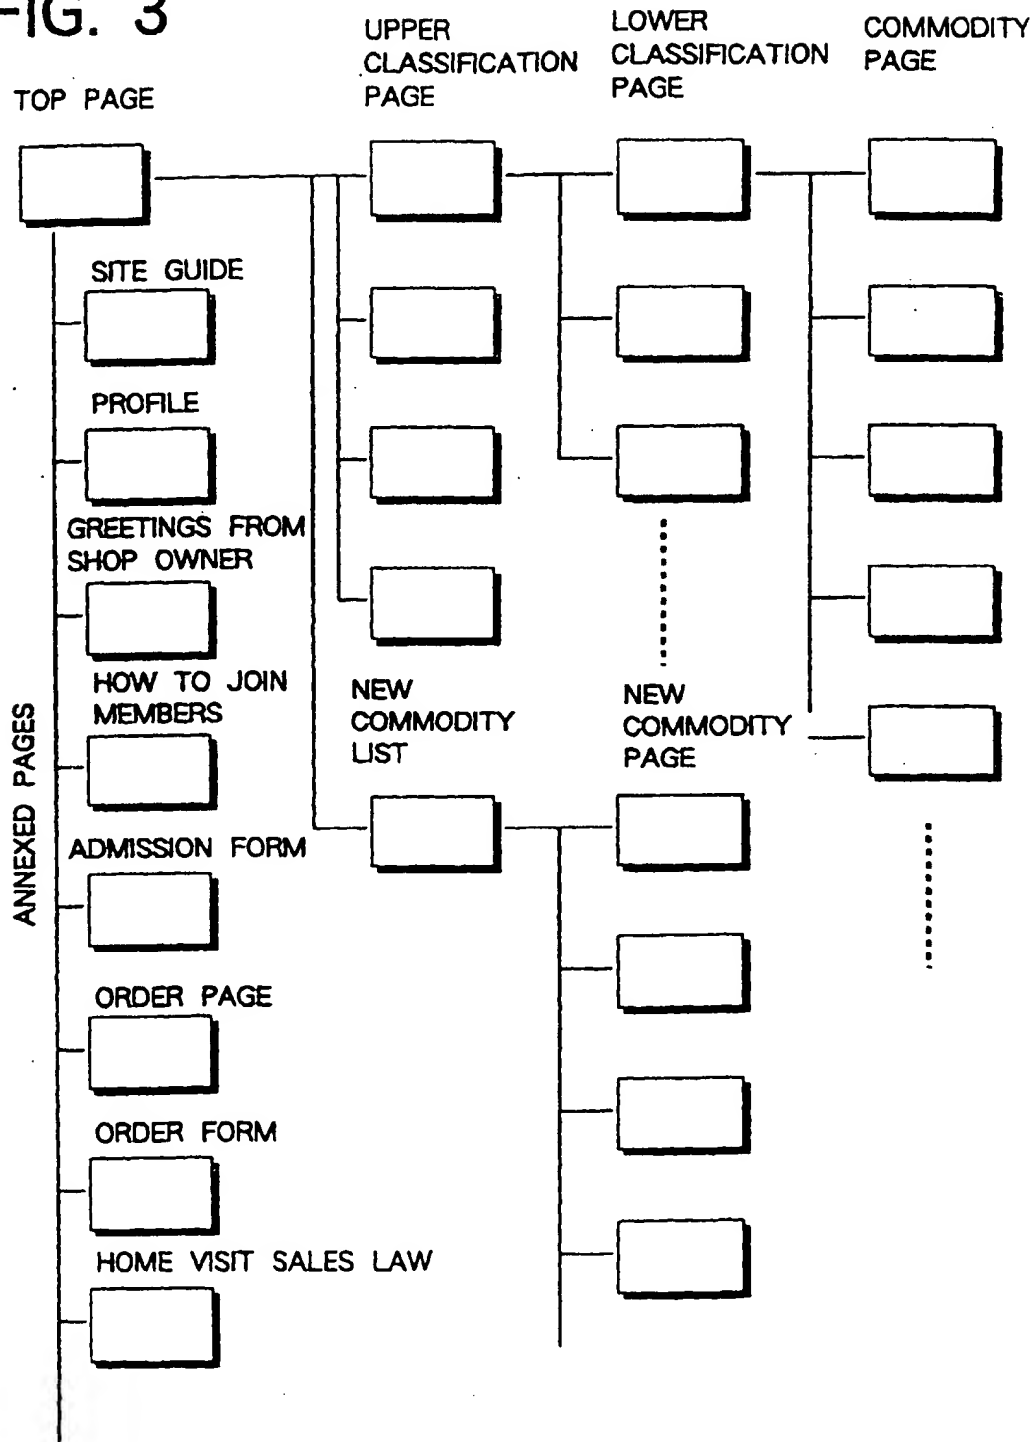 FIG. 3
TOP PAGE
UPPER
CLASSIFICATION
PAGE
LOWER
CLASSIFICATION
PAGE
COMMODITY
PAGE
SITE GUIDE
PROFILE
GREETINGS FROM
SHOP OWNER
HOW TO JOIN
MEMBERS
ADMISSION FORM
ORDER PAGE
ORDER FORM
HOME VISIT SALES LAW
ANNEXED PAGES
NEW
COMMODITY
LIST
NEW
COMMODITY
PAGE